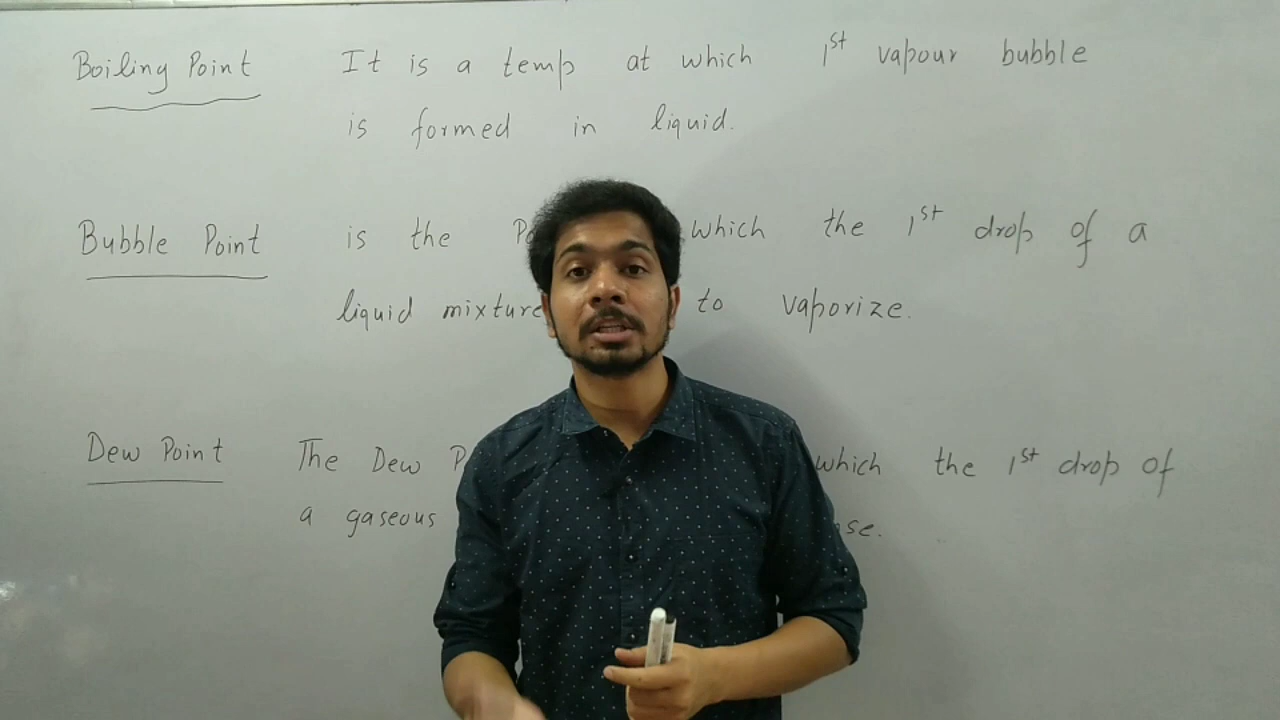 Boiling Point It is a temp at which 1st vapour bubble
is formed in liquid.
Bubble Point is the which the 1st drop of a
liquid mixture to vaporize.
Dew Point The Dew which the 1st drop of
a gaseous